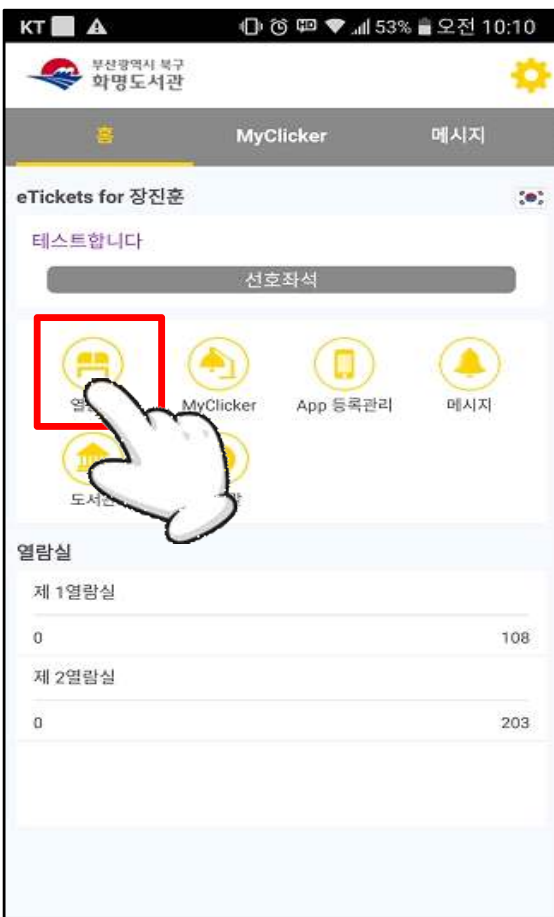 KT 53% 오전 10:10
부산광역시 북구
화명도서관
홈 MyClicker 메시지
eTickets for 장진훈
테스트합니다
선호좌석
MyClicker App 등록관리 메시지
열람실
제 1열람실
0 108
제 2열람실
0 203